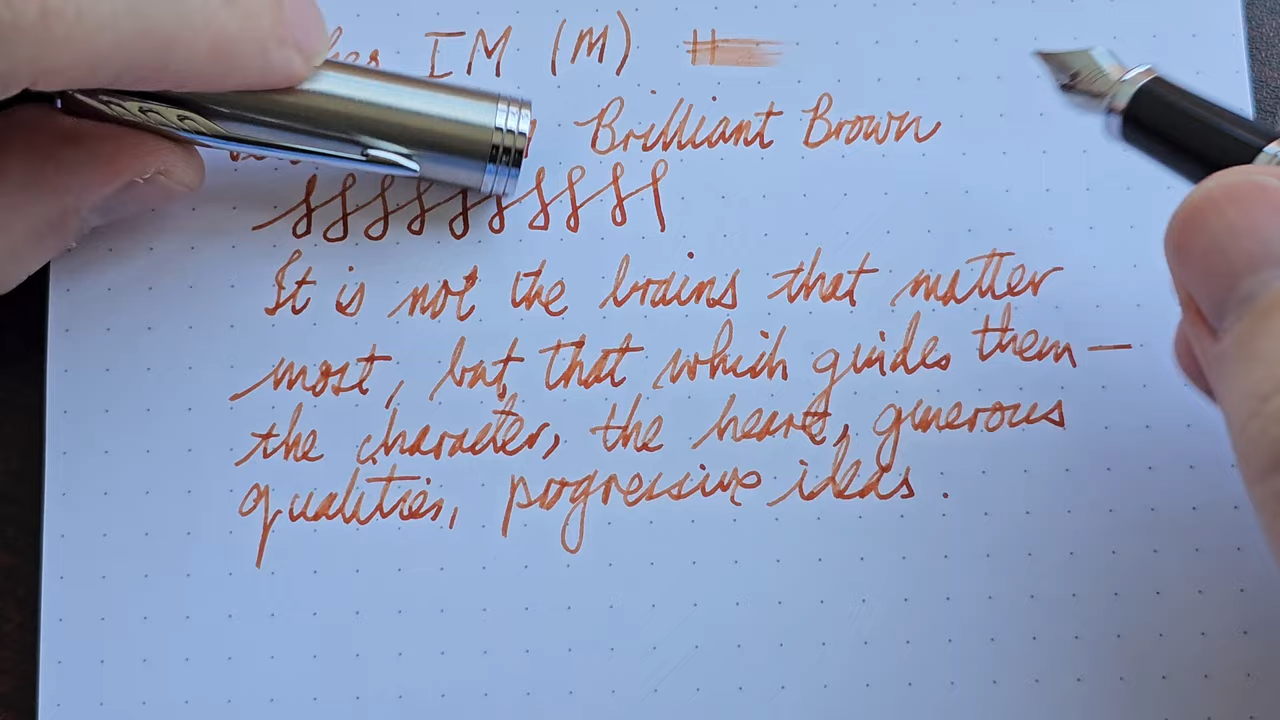 IM (M)
Brilliant Brown
It is not the brains that matter
most, but that which guides them—
the character, the heart, generous
qualities, progressive ideas.